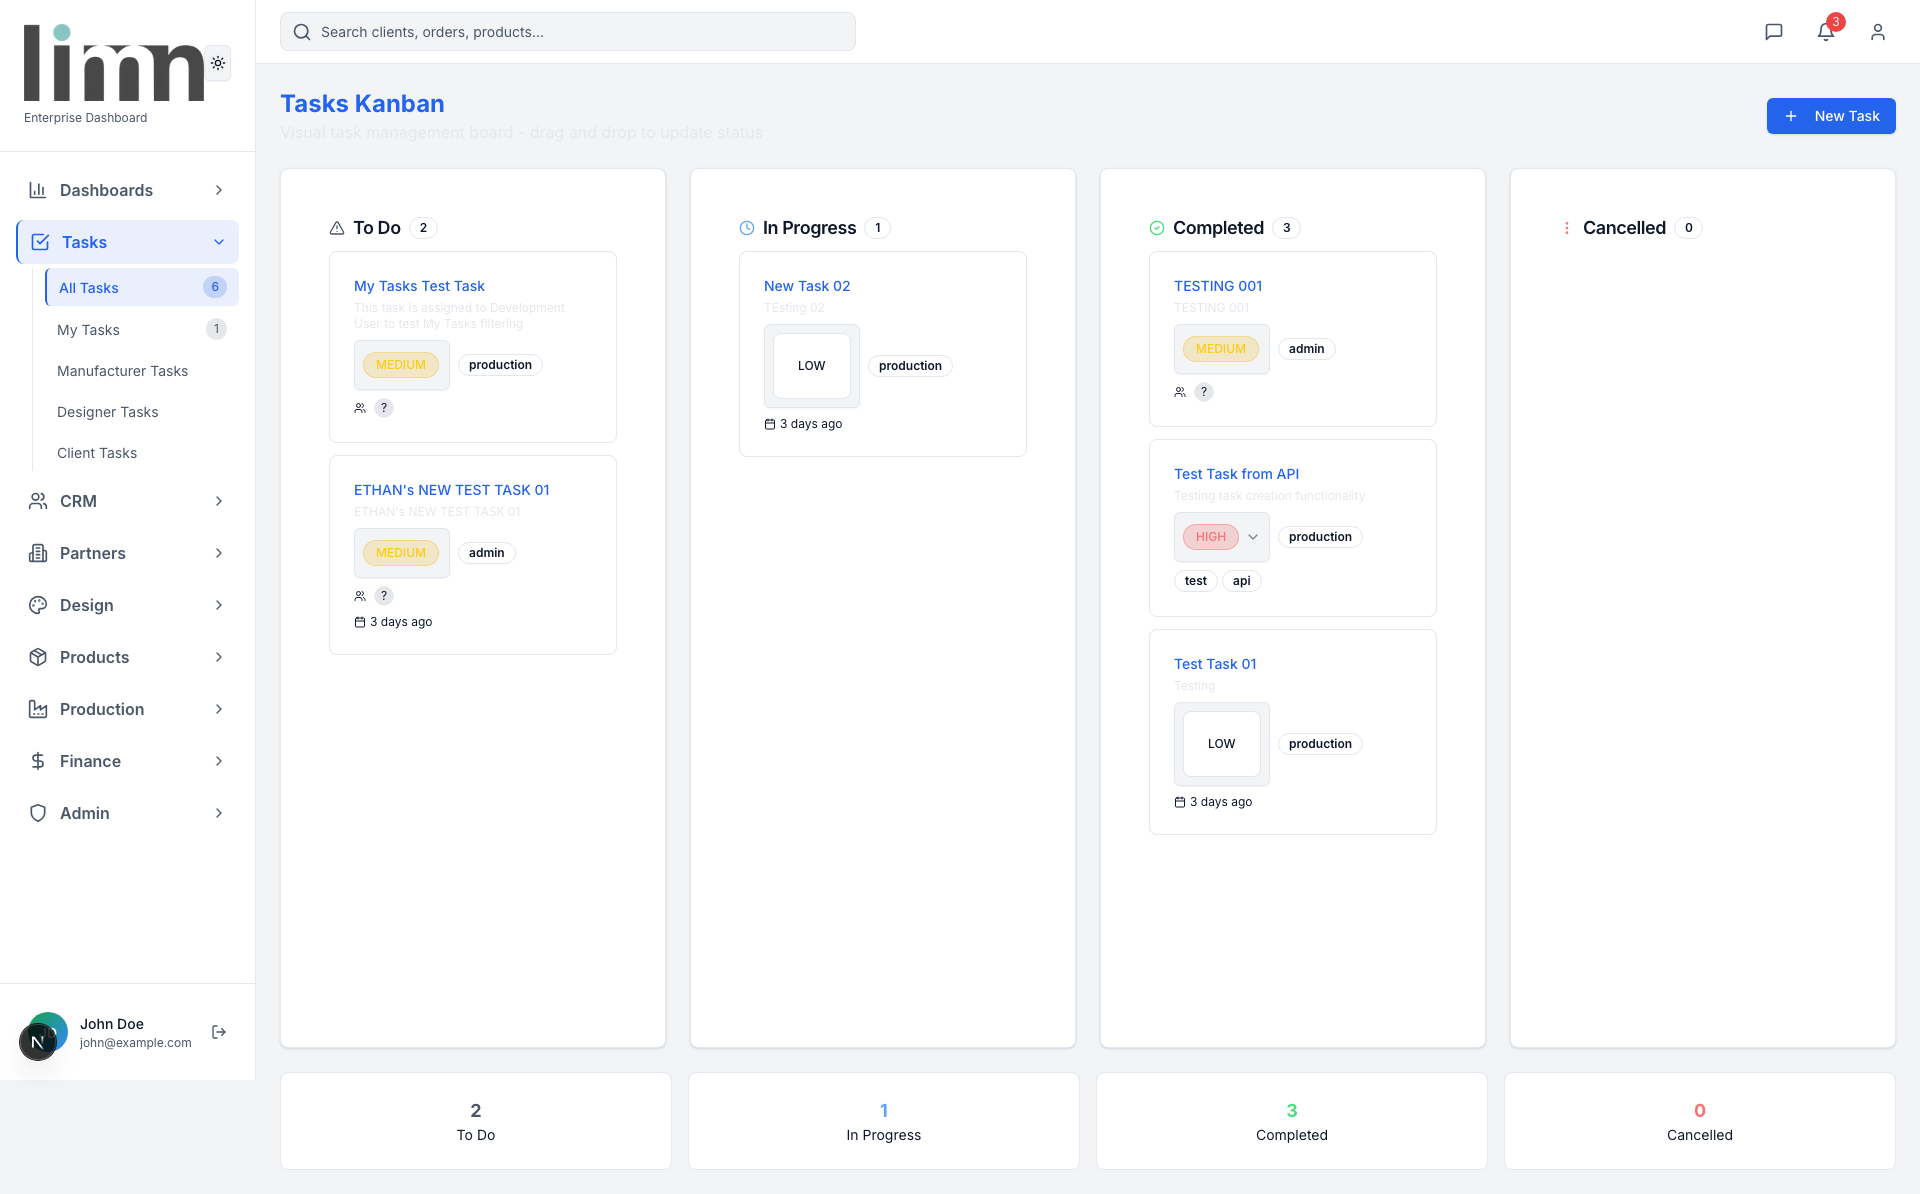 limn
Enterprise Dashboard
Search clients, orders, products...
3
Tasks Kanban
Visual task management board - drag and drop to update status
New Task
Dashboards
Tasks
All Tasks 6
My Tasks 1
Manufacturer Tasks
Designer Tasks
Client Tasks
CRM
Partners
Design
Products
Production
Finance
Admin
John Doe
john@example.com
N
To Do 2
My Tasks Test Task
This task is assigned to Development
User to test My Tasks filtering
MEDIUM production
?
ETHAN's NEW TEST TASK 01
ETHAN's NEW TEST TASK 01
MEDIUM admin
?
3 days ago
In Progress 1
New Task 02
TEsting 02
LOW production
3 days ago
Completed 3
TESTING 001
TESTING 001
MEDIUM admin
?
Test Task from API
Testing task creation functionality
HIGH production
test api
Test Task 01
Testing
LOW production
3 days ago
Cancelled 0
2
To Do
1
In Progress
3
Completed
0
Cancelled